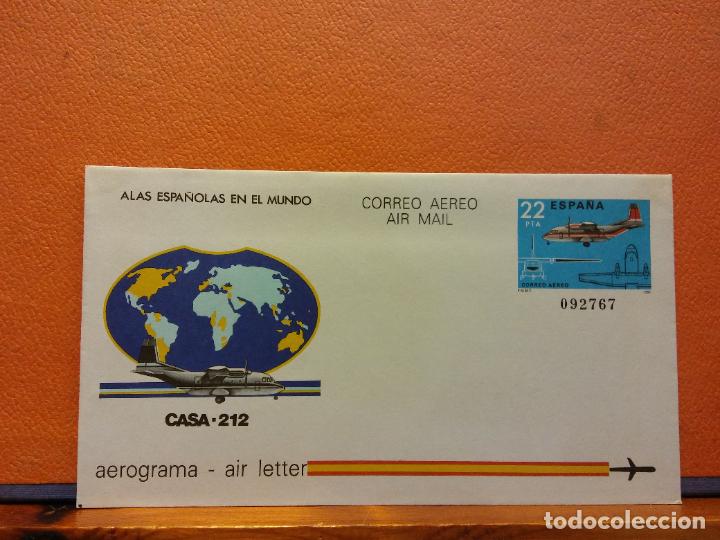 ALAS ESPAÑOLAS EN EL MUNDO
CORREO AEREO
AIR MAIL
22 ESPAÑA
PTA
CORREO AEREO
092767
CASA·212
aerograma - air letter
todocoleccion